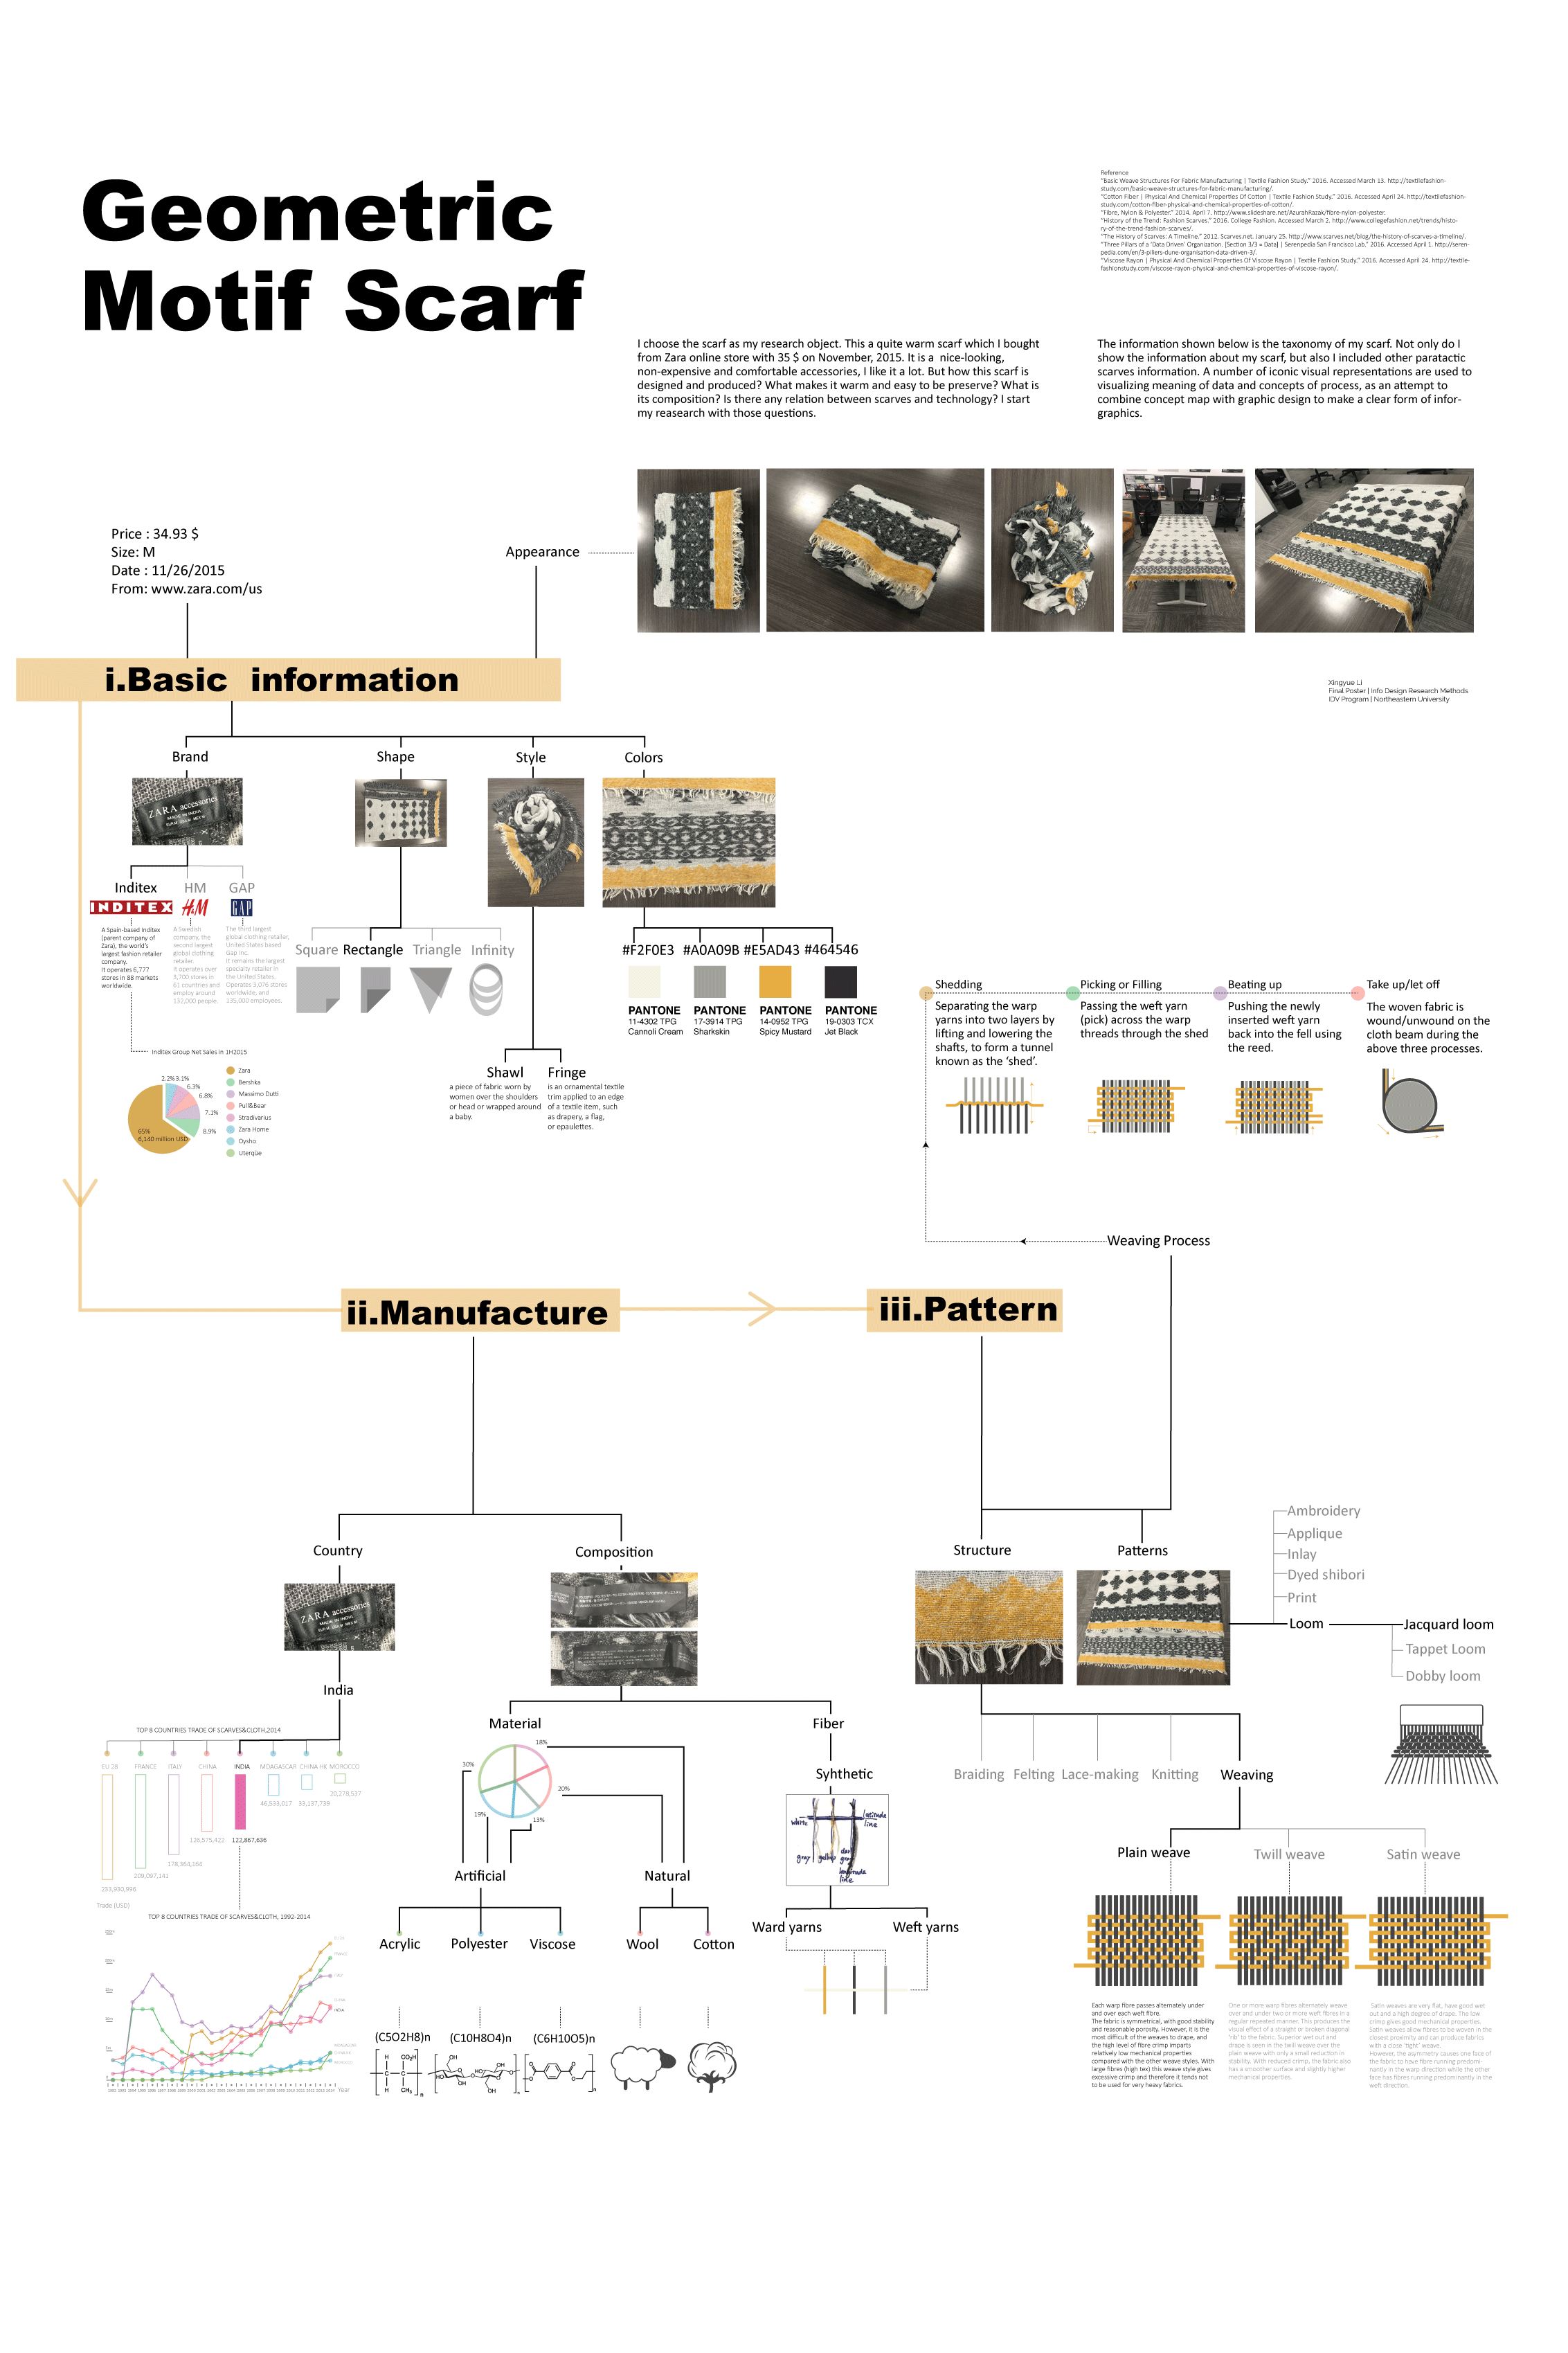 Geometric
Motif Scarf
Reference
"Basic Weave Structures For Fabric Manufacturing | Textile Fashion Study." 2016. Accessed March 13. http://textilefashion-
study.com/basic-weave-structures-for-fabric-manufacturing/.
"Cotton Fiber | Physical And Chemical Properties Of Cotton | Textile Fashion Study." 2016. Accessed April 24. http://textilefashion-
study.com/cotton-fiber-physical-and-chemical-properties-of-cotton/.
"Fibre, Nylon & Polyester." 2014. April 7. http://www.slideshare.net/AzurahRazak/fibre-nylon-polyester.
"History of the Trend: Fashion Scarves." 2016. College Fashion. Accessed March 2. http://www.collegefashion.net/trends/histo-
ry-of-the-trend-fashion-scarves/.
"The History of Scarves: A Timeline." 2012. Scarves.net. January 25. http://www.scarves.net/blog/the-history-of-scarves-a-timeline/.
"Three Pillars of a 'Data Driven' Organization. [Section 3/3 « Data] | Serenpedia San Francisco Lab." 2016. Accessed April 1. http://seren-
pedia.com/en/3-piliers-dune-organisation-data-driven-3/.
"Viscose Rayon | Physical And Chemical Properties Of Viscose Rayon | Textile Fashion Study." 2016. Accessed April 24. http://textile-
fashionstudy.com/viscose-rayon-physical-and-chemical-properties-of-viscose-rayon/.
I choose the scarf as my research object. This a quite warm scarf which I bought
from Zara online store with 35 $ on November, 2015. It is a nice-looking,
non-expensive and comfortable accessories, I like it a lot. But how this scarf is
designed and produced? What makes it warm and easy to be preserve? What is
its composition? Is there any relation between scarves and technology? I start
my reasearch with those questions.
The information shown below is the taxonomy of my scarf. Not only do I
show the information about my scarf, but also I included other paratactic
scarves information. A number of iconic visual representations are used to
visualizing meaning of data and concepts of process, as an attempt to
combine concept map with graphic design to make a clear form of infor-
graphics.
Price : 34.93 $
Size: M
Date : 11/26/2015
From: www.zara.com/us
Appearance
i.Basic information
Xingyue Li
Final Poster | Info Design Research Methods
IDV Program | Northeastern University
Brand
Shape
Style
Colors
ZARA accessories
MADE IN INDIA
Inditex
HM
GAP
INDITEX
H&M
GAP
A Spain-based Inditex
(parent company of
Zara), the world's
largest fashion retailer
company.
It operates 6,777
stores in 88 markets
worldwide.
A Swedish
company, the
second largest
global clothing
retailer.
It operates over
3,700 stores in
61 countries and
employ around
132,000 people.
The third largest
global clothing retailer,
United States based
Gap Inc.
It remains the largest
specialty retailer in
the United States.
Operates 3,076 stores
worldwide, and
135,000 employees.
Square
Rectangle
Triangle
Infinity
#F2F0E3
#A0A09B
#E5AD43
#464546
PANTONE
11-4302 TPG
Cannoli Cream
PANTONE
17-3914 TPG
Sharkskin
PANTONE
14-0952 TPG
Spicy Mustard
PANTONE
19-0303 TCX
Jet Black
Shawl
a piece of fabric worn by
women over the shoulders
or head or wrapped around
a baby.
Fringe
is an ornamental textile
trim applied to an edge
of a textile item, such
as drapery, a flag,
or epaulettes.
Inditex Group Net Sales in 1H2015
2.2%
3.1%
6.3%
6.8%
7.1%
8.9%
65%
6,140 million USD
Zara
Bershka
Massimo Dutti
Pull&Bear
Stradivarius
Zara Home
Oysho
Uterqüe
Shedding
Separating the warp
yarns into two layers by
lifting and lowering the
shafts, to form a tunnel
known as the 'shed'.
Picking or Filling
Passing the weft yarn
(pick) across the warp
threads through the shed
Beating up
Pushing the newly
inserted weft yarn
back into the fell using
the reed.
Take up/let off
The woven fabric is
wound/unwound on the
cloth beam during the
above three processes.
Weaving Process
ii.Manufacture
iii.Pattern
Country
Composition
ZARA accessories
MADE IN INDIA
India
TOP 8 COUNTRIES TRADE OF SCARVES&CLOTH,2014
EU 28
FRANCE
ITALY
CHINA
INDIA
MDAGASCAR
CHINA HK
MOROCCO
20,278,537
46,533,017
33,137,739
126,575,422
122,867,636
178,364,164
209,097,141
233,930,996
Trade (USD)
TOP 8 COUNTRIES TRADE OF SCARVES&CLOTH, 1992-2014
Year
Material
18%
30%
20%
19%
13%
Artificial
Natural
Acrylic
Polyester
Viscose
Wool
Cotton
(C5O2H8)n
(C10H8O4)n
(C6H10O5)n
Fiber
Syhthetic
white
latitude
line
gray
yellow
dark
gray
longitude
line
Ward yarns
Weft yarns
Structure
Patterns
Ambroidery
Applique
Inlay
Dyed shibori
Print
Loom
Jacquard loom
Tappet Loom
Dobby loom
Braiding
Felting
Lace-making
Knitting
Weaving
Plain weave
Twill weave
Satin weave
Each warp fibre passes alternately under
and over each weft fibre.
The fabric is symmetrical, with good stability
and reasonable porosity. However, it is the
most difficult of the weaves to drape, and
the high level of fibre crimp imparts
relatively low mechanical properties
compared with the other weave styles. With
large fibres (high tex) this weave style gives
excessive crimp and therefore it tends not
to be used for very heavy fabrics.
One or more warp fibres alternately weave
over and under two or more weft fibres in a
regular repeated manner. This produces the
visual effect of a straight or broken diagonal
'rib' to the fabric. Superior wet out and
drape is seen in the twill weave over the
plain weave with only a small reduction in
stability. With reduced crimp, the fabric also
has a smoother surface and slightly higher
mechanical properties.
Satin weaves are very flat, have good wet
out and a high degree of drape. The low
crimp gives good mechanical properties.
Satin weaves allow fibres to be woven in the
closest proximity and can produce fabrics
with a close 'tight' weave.
However, the asymmetry causes one face of
the fabric to have fibre running predomi-
nantly in the warp direction while the other
face has fibres running predominantly in the
weft direction.